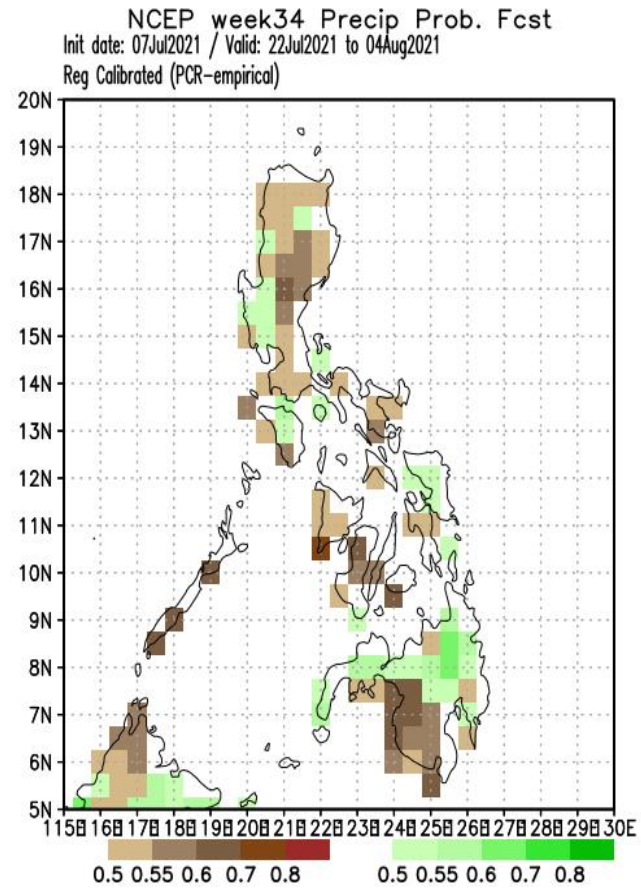 NCEP week34 Precip Prob. Fcst
Init date: 07Jul2021 / Valid: 22Jul2021 to 04Aug2021
Reg Calibrated (PCR-empirical)
20N
19N
18N
17N
16N
15N
14N
13N
12N
11N
10N
9N
8N
7N
6N
5N
115E 116E 117E 118E 119E 120E 121E 122E 123E 124E 125E 126E 127E 128E 129E 130E
0.5 0.55 0.6 0.7 0.8 0.5 0.55 0.6 0.7 0.8